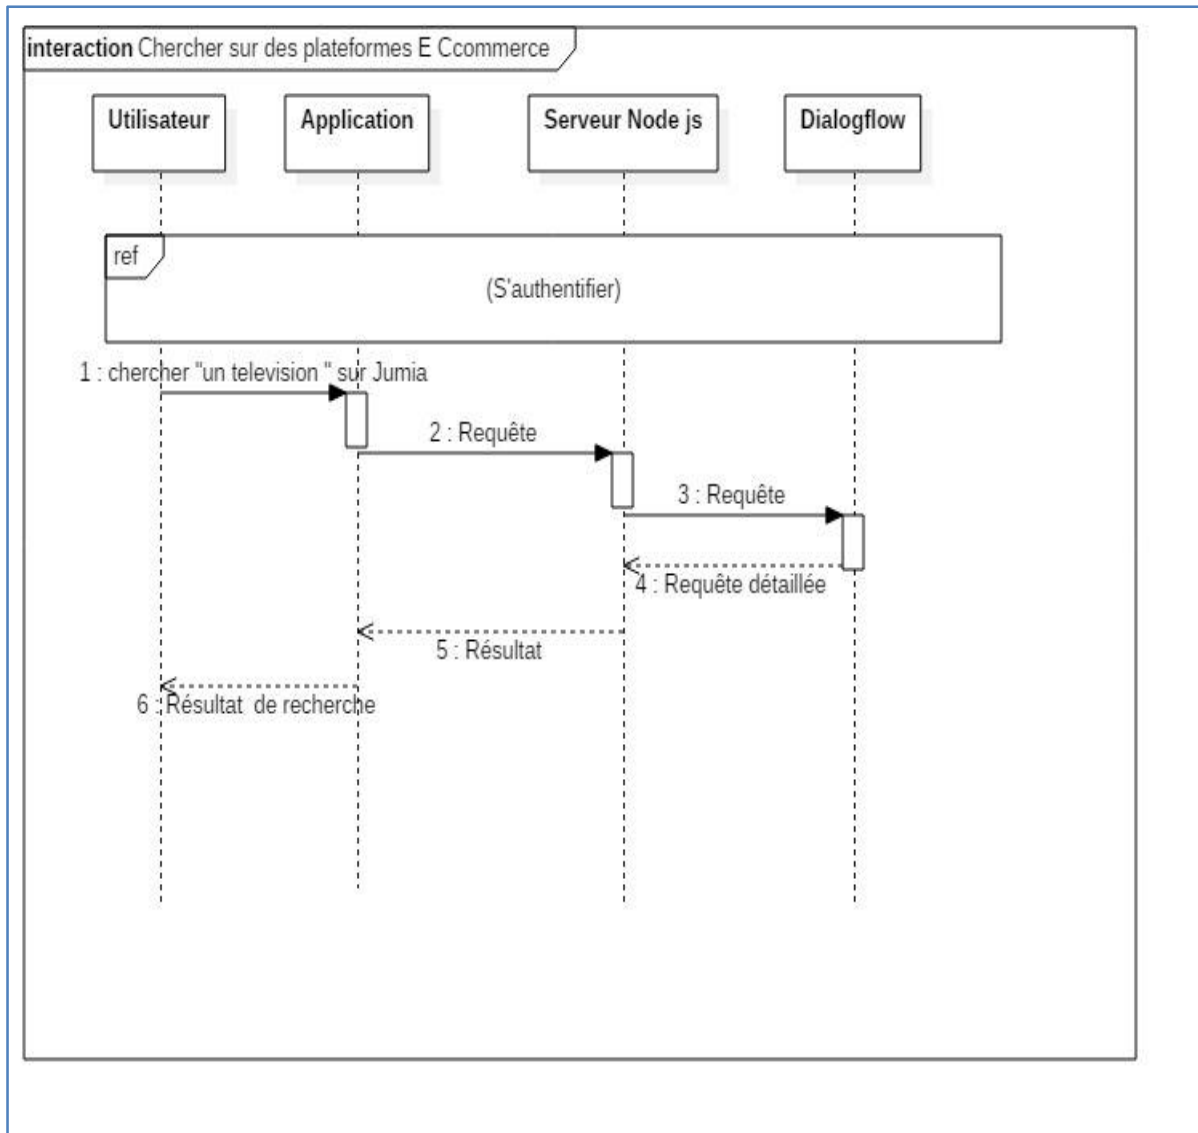 interaction Chercher sur des plateformes E Ccommerce
Utilisateur
Application
Serveur Node js
Dialogflow
ref
(S'authentifier)
1 : chercher "un television " sur Jumia
2 : Requête
3 : Requête
4 : Requête détaillée
5 : Résultat
6 : Résultat de recherche